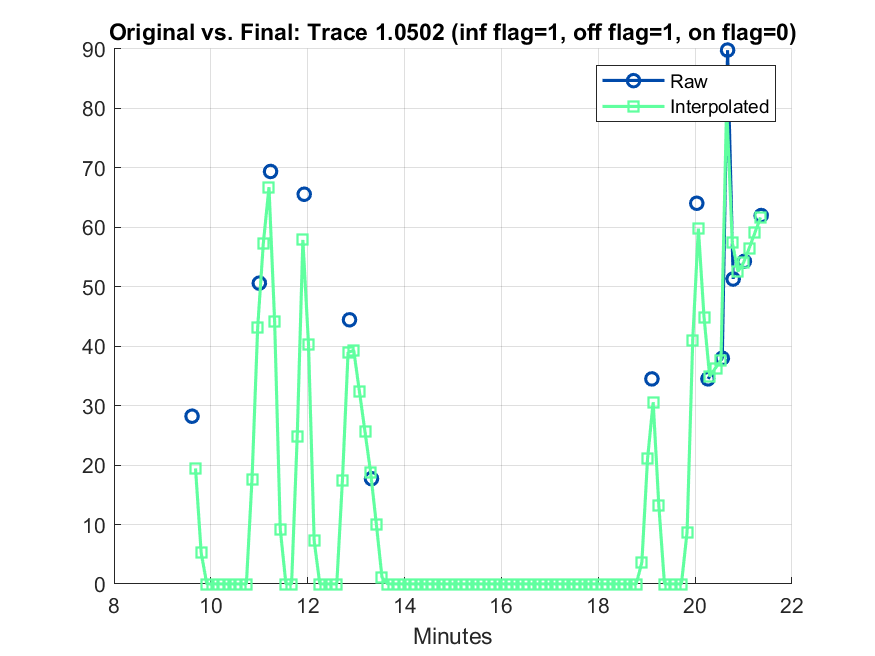 Original vs. Final: Trace 1.0502 (inf flag=1, off flag=1, on flag=0)
90
80
70
60
50
40
30
20
10
0
Raw
Interpolated
8 10 12 14 16 18 20 22
Minutes